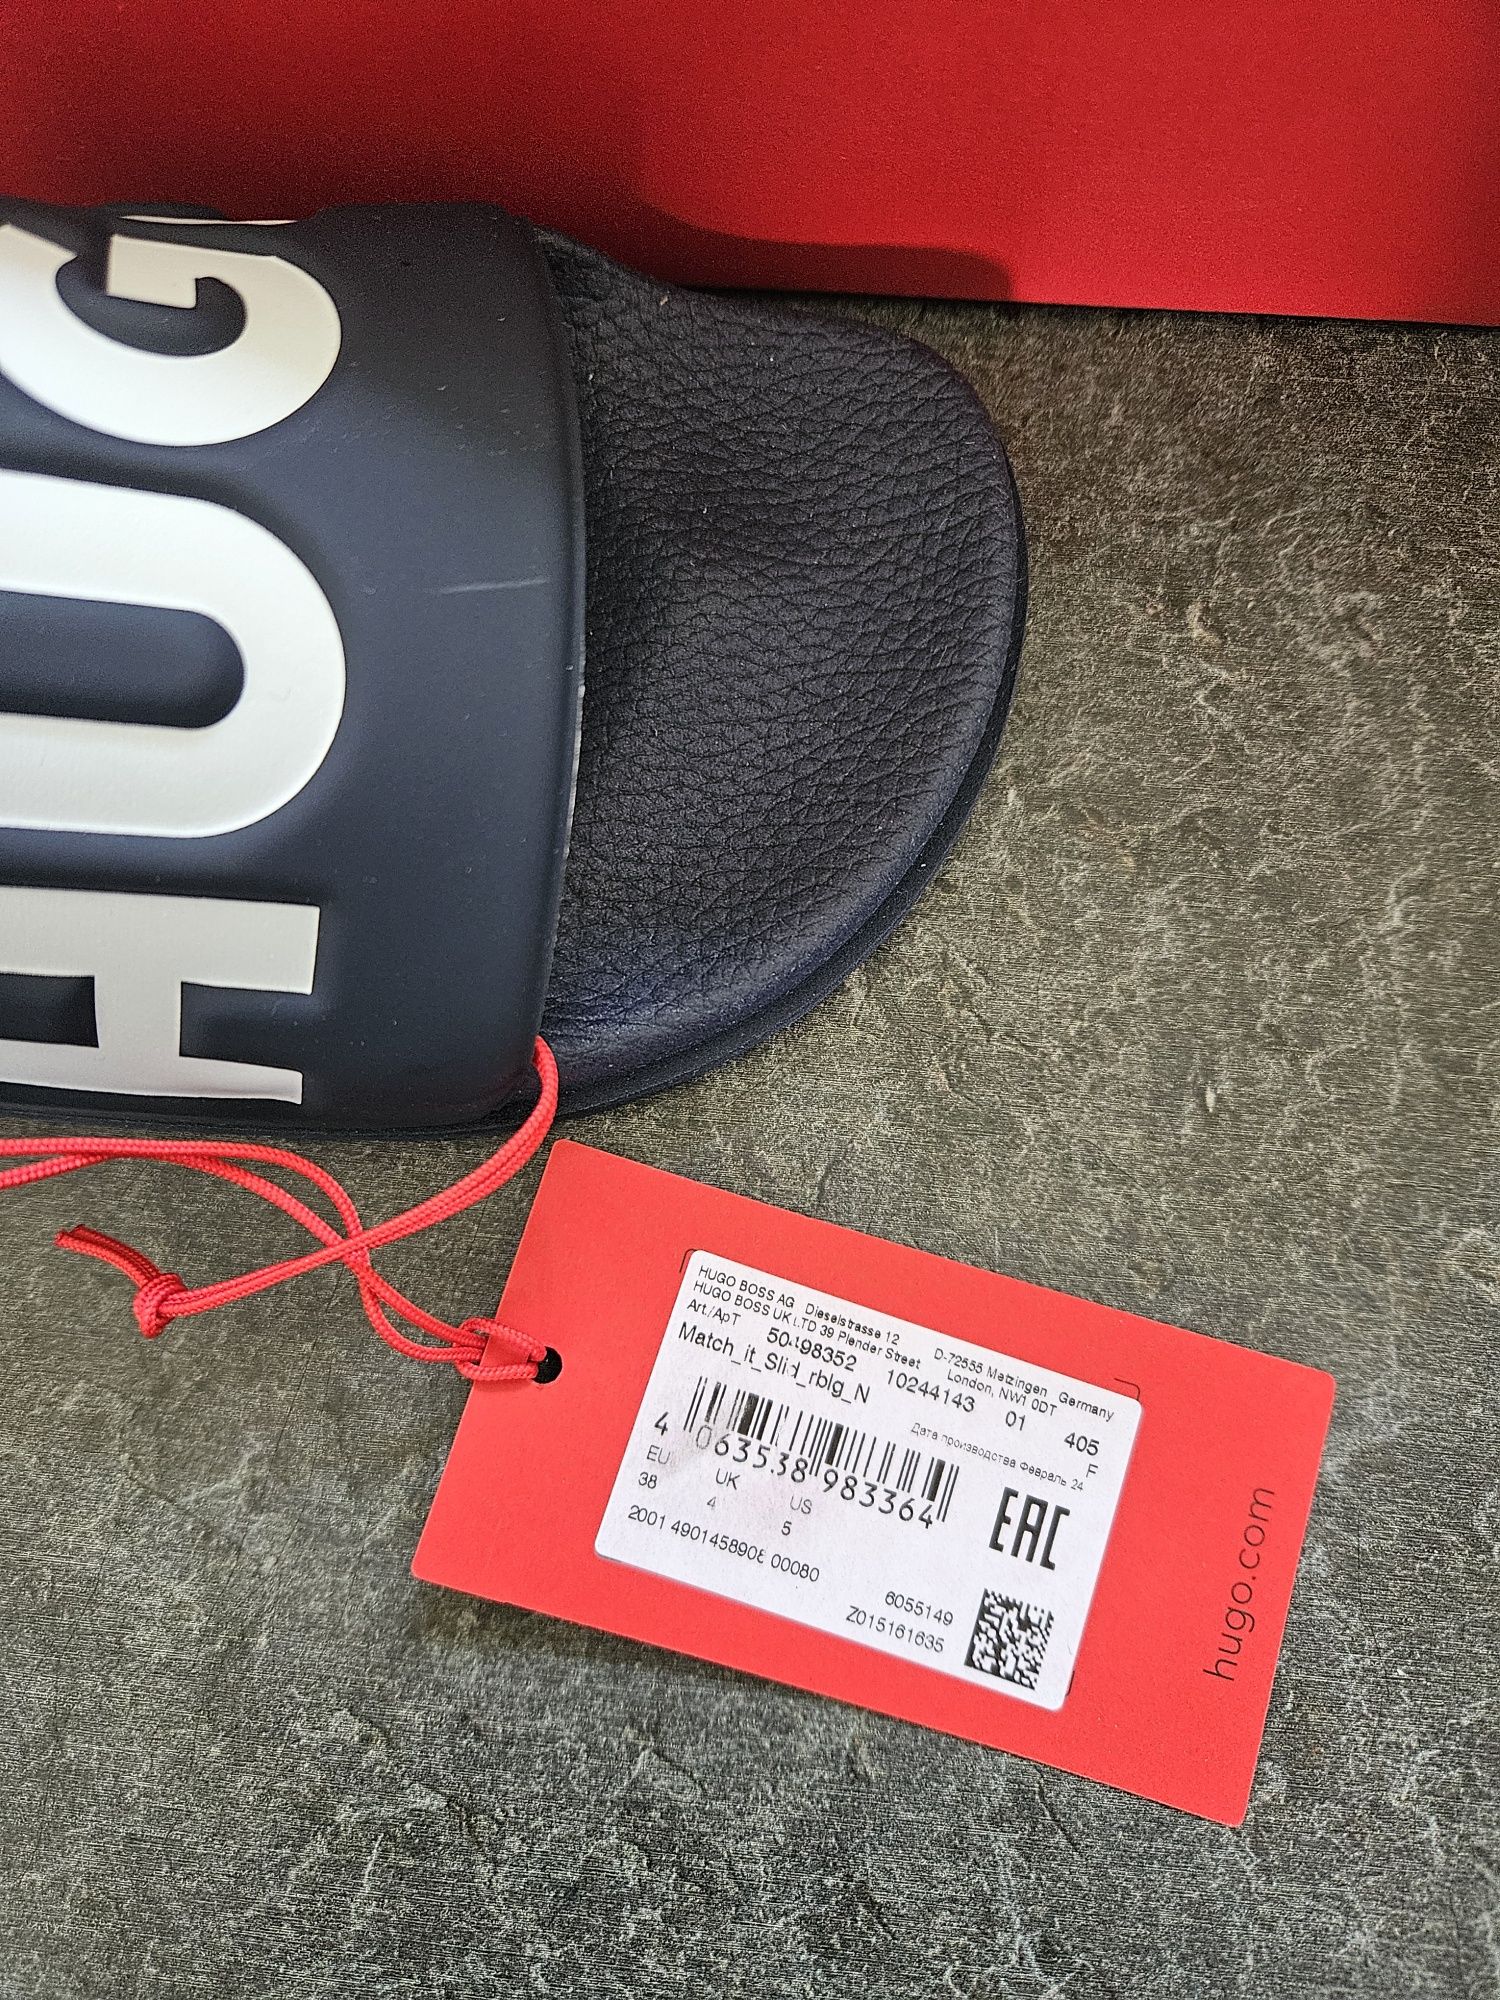 HUG
HUGO BOSS AG Dieselstrasse 12 D-72555 Metzingen Germany
HUGO BOSS UK LTD 39 Plender Street London, NW1 0DT
Art./АрТ 50498352 10244143 01 405
Match_it_Slid_rblg_N F
Дата производства Февраль 24
4 063538 983364
EU UK US
38 4 5
EAC
2001 4901458908 00080
6055149
Z015161635
hugo.com